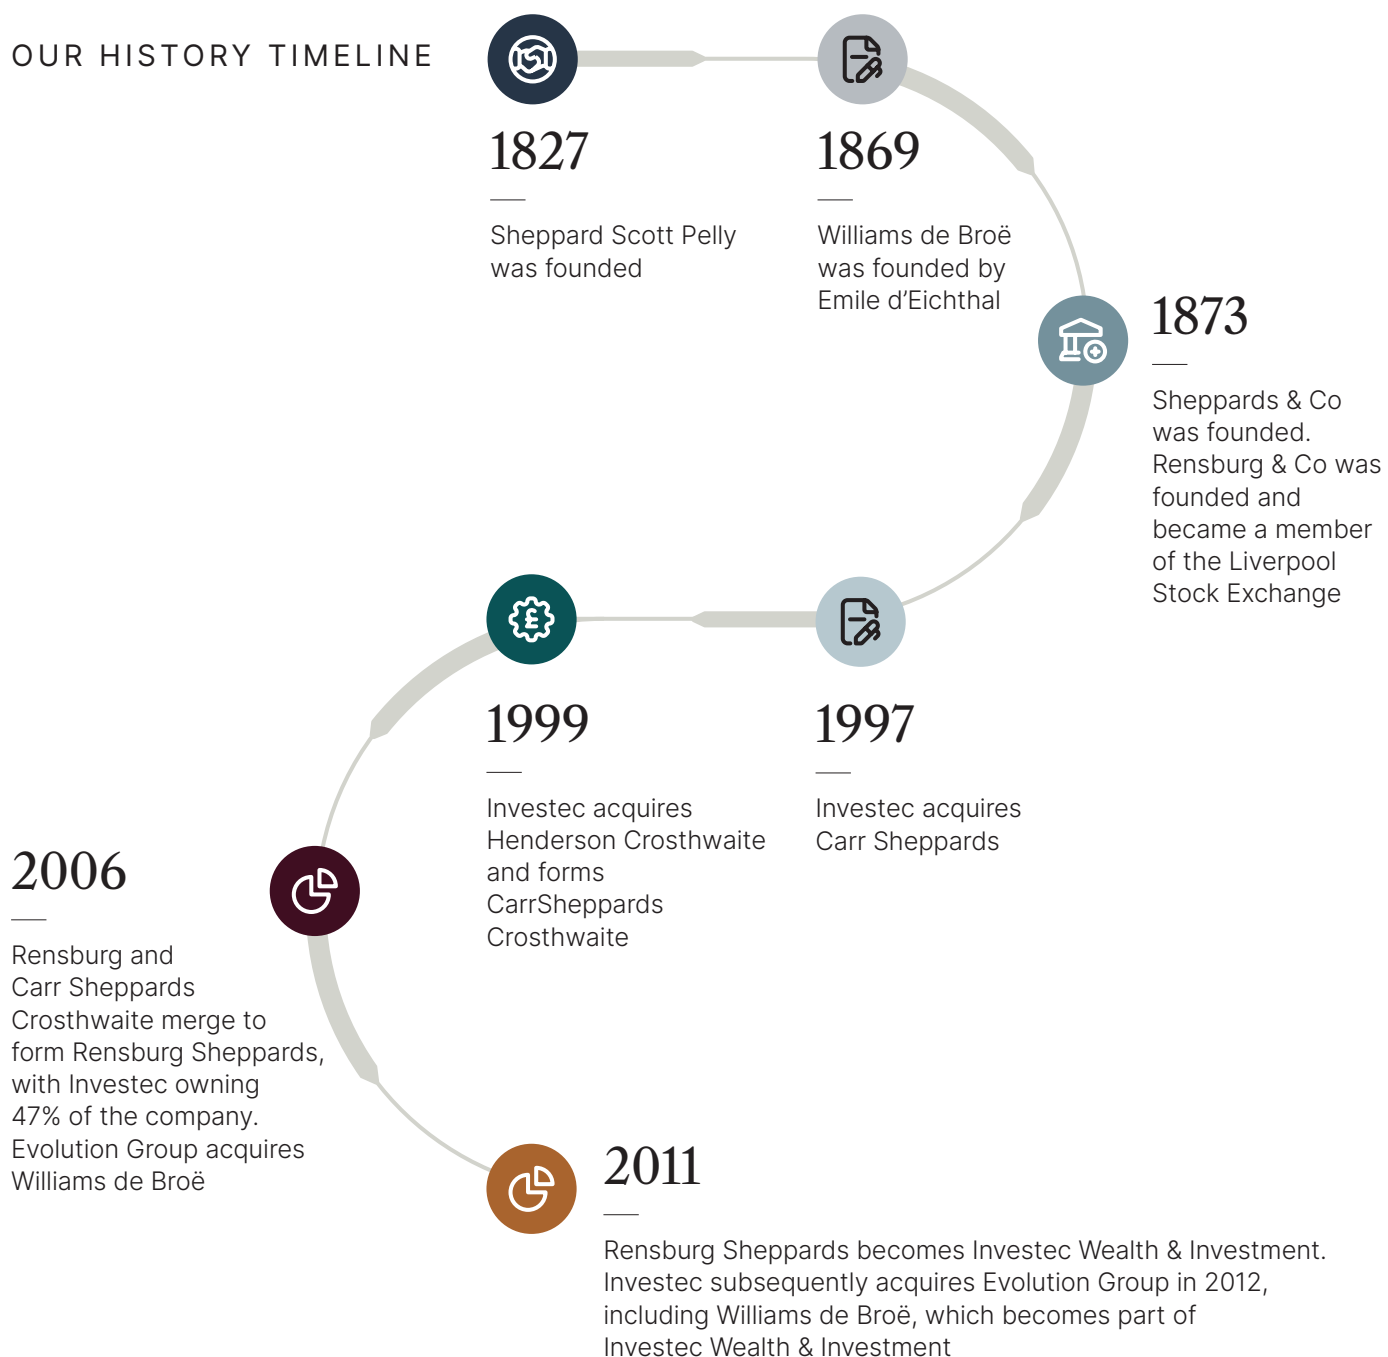 OUR HISTORY TIMELINE
1827
Sheppard Scott Pelly
was founded
1869
Williams de Broë
was founded by
Emile d’Eichthal
1873
Sheppards & Co
was founded.
Rensburg & Co was
founded and
became a member
of the Liverpool
Stock Exchange
1997
Investec acquires
Carr Sheppards
£
1999
Investec acquires
Henderson Crosthwaite
and forms
CarrSheppards
Crosthwaite
2006
Rensburg and
Carr Sheppards
Crosthwaite merge to
form Rensburg Sheppards,
with Investec owning
47% of the company.
Evolution Group acquires
Williams de Broë
2011
Rensburg Sheppards becomes Investec Wealth & Investment.
Investec subsequently acquires Evolution Group in 2012,
including Williams de Broë, which becomes part of
Investec Wealth & Investment